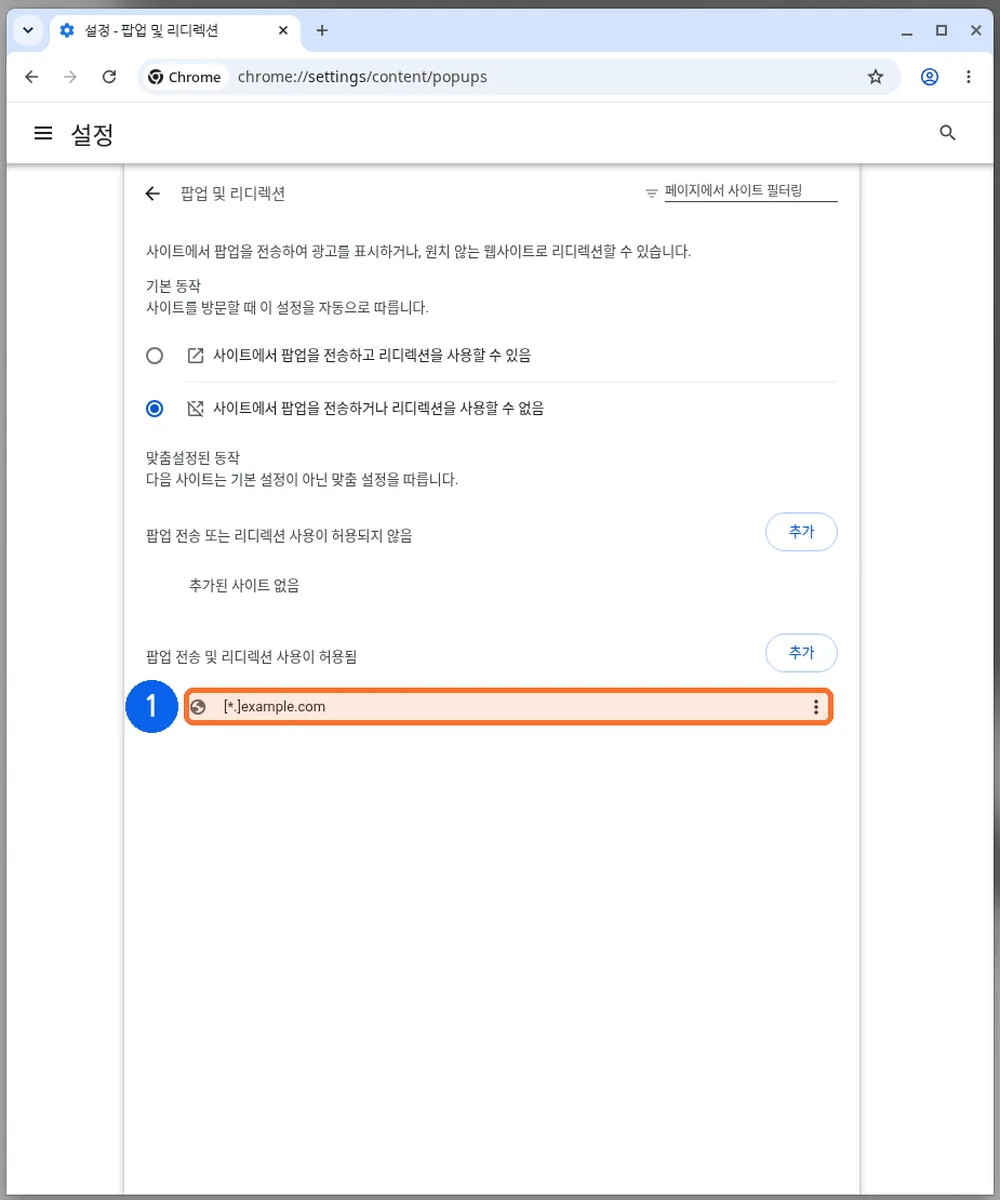 설정 - 팝업 및 리디렉션
Chrome
chrome://settings/content/popups
설정
팝업 및 리디렉션
페이지에서 사이트 필터링
사이트에서 팝업을 전송하여 광고를 표시하거나, 원치 않는 웹사이트로 리디렉션할 수 있습니다.
기본 동작
사이트를 방문할 때 이 설정을 자동으로 따릅니다.
사이트에서 팝업을 전송하고 리디렉션을 사용할 수 있음
사이트에서 팝업을 전송하거나 리디렉션을 사용할 수 없음
맞춤설정된 동작
다음 사이트는 기본 설정이 아닌 맞춤 설정을 따릅니다.
팝업 전송 또는 리디렉션 사용이 허용되지 않음
추가
추가된 사이트 없음
팝업 전송 및 리디렉션 사용이 허용됨
추가
1
[*.]example.com